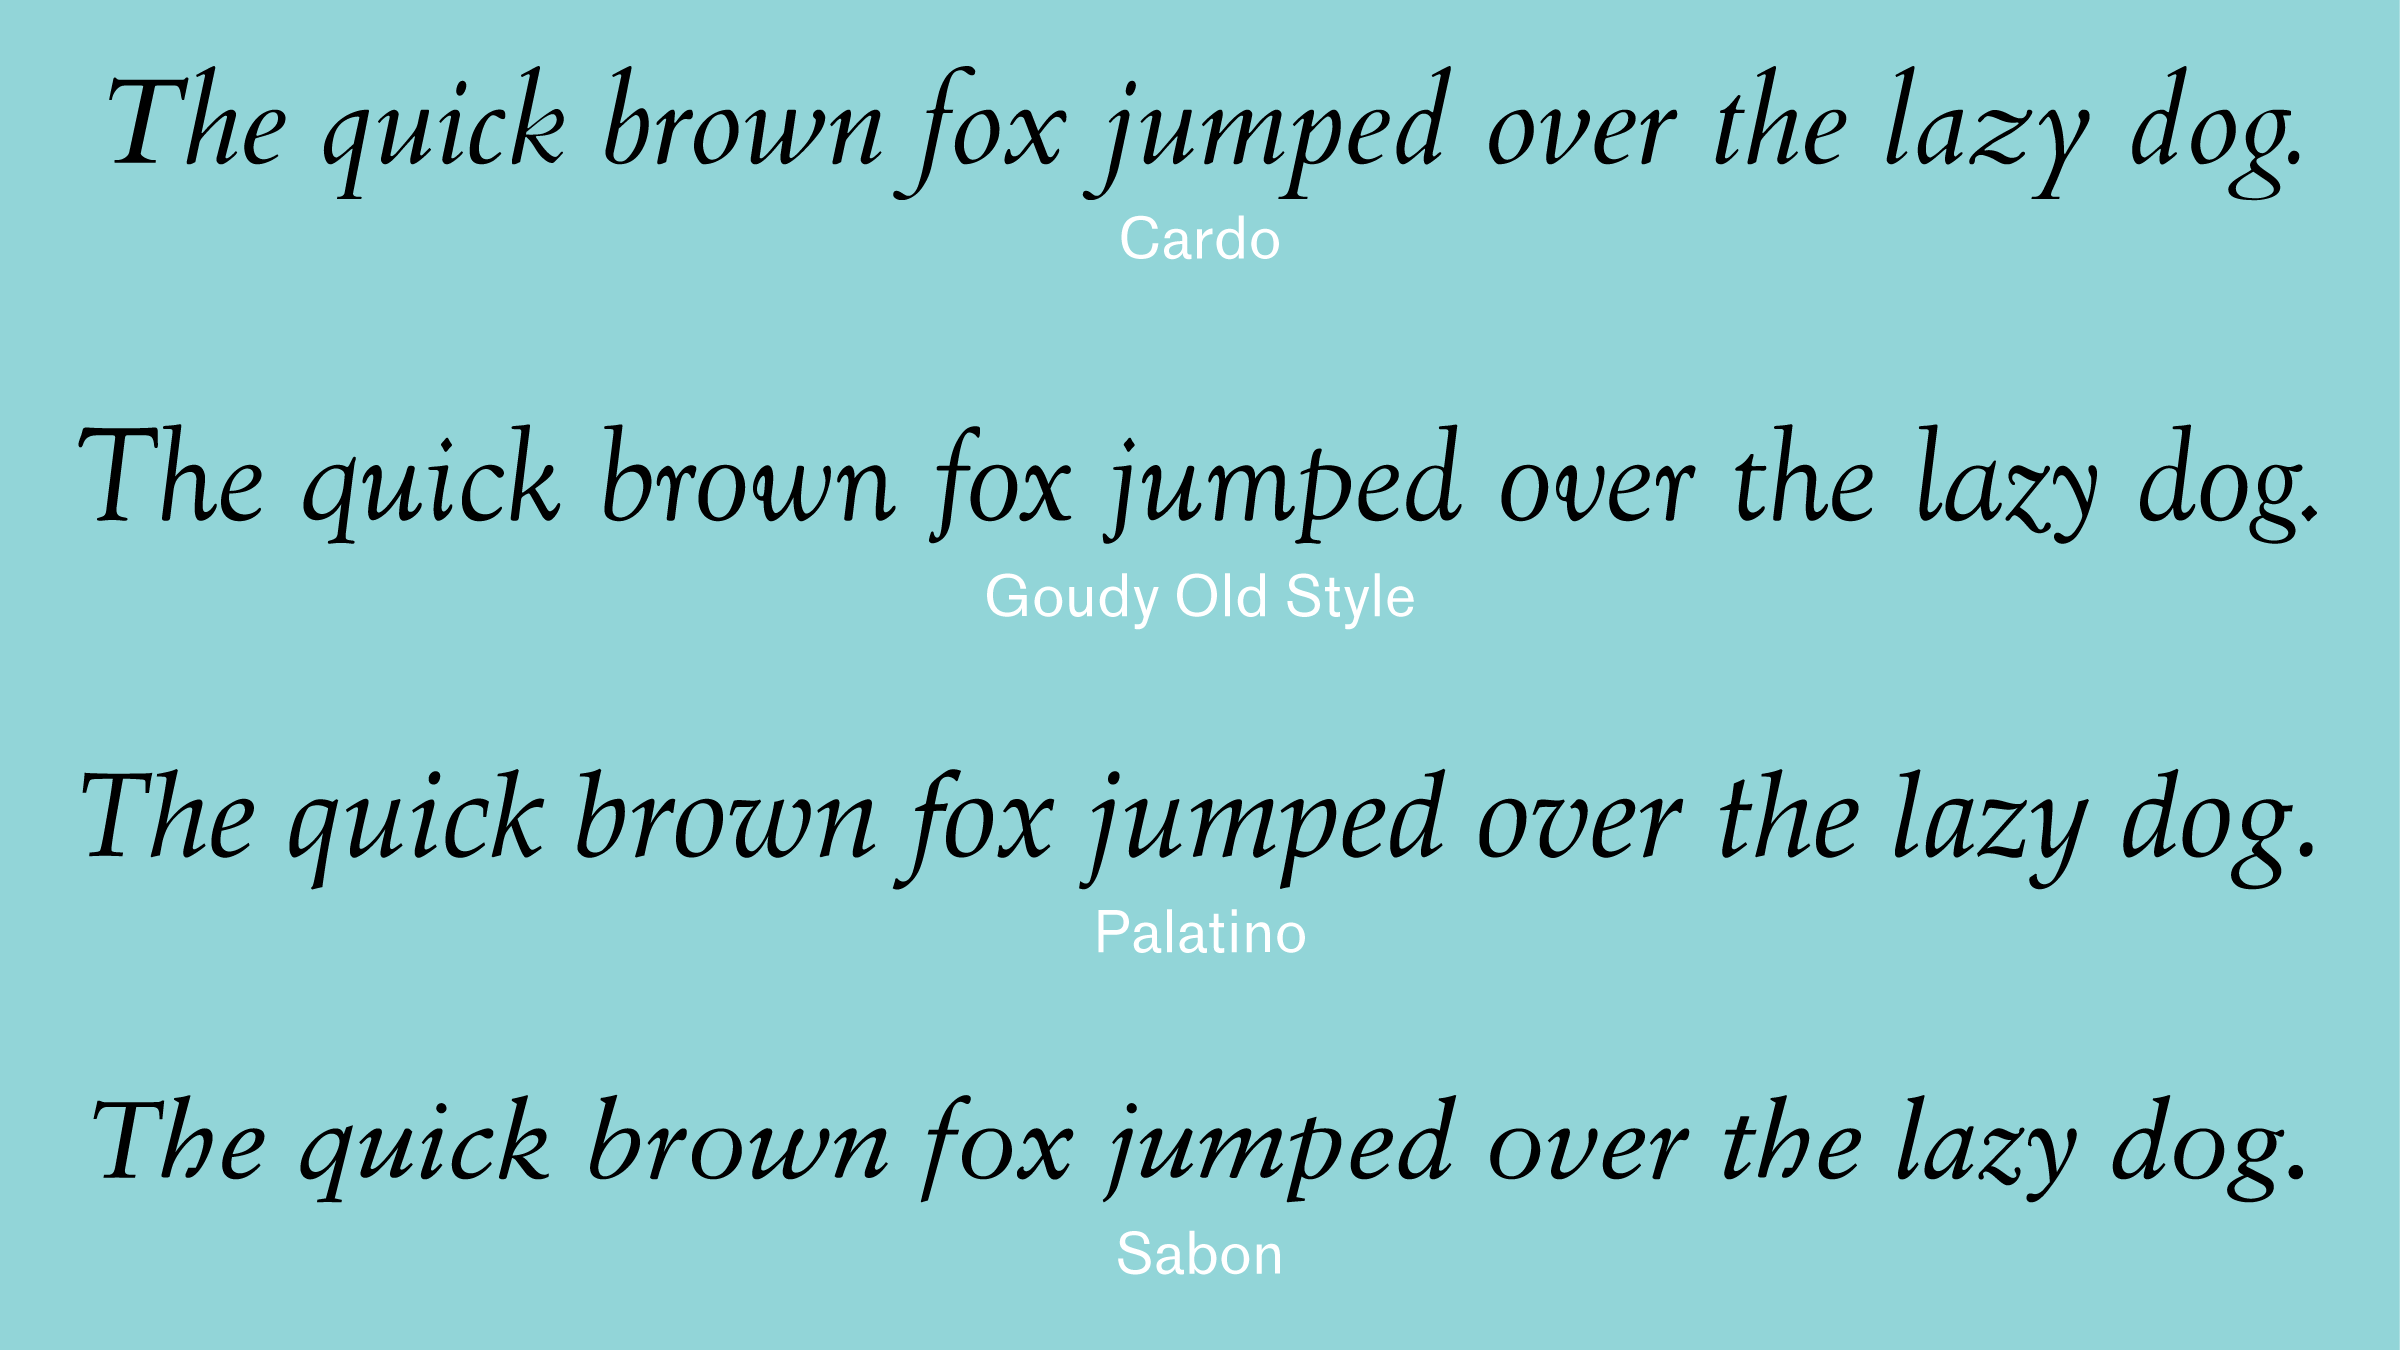 The quick brown fox jumped over the lazy dog.
Cardo
The quick brown fox jumped over the lazy dog.
Goudy Old Style
The quick brown fox jumped over the lazy dog.
Palatino
The quick brown fox jumped over the lazy dog.
Sabon